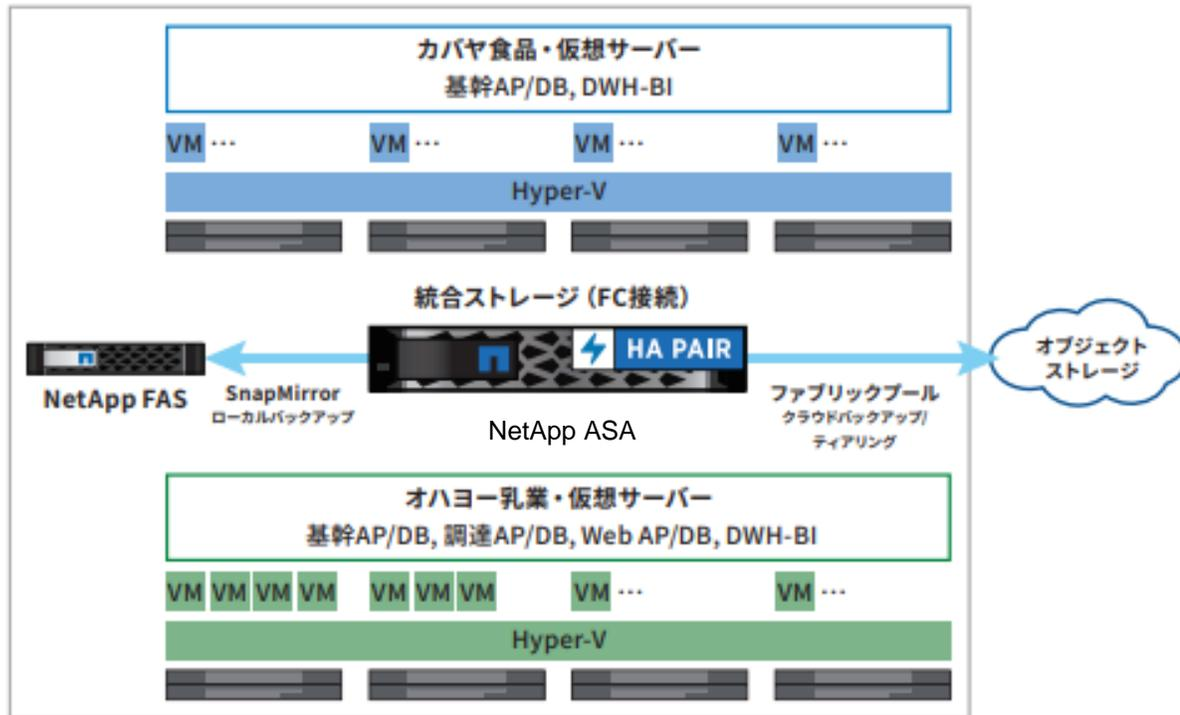 カバヤ食品・仮想サーバー
基幹AP/DB, DWH-BI
VM … VM … VM … VM …
Hyper-V
統合ストレージ（FC接続）
HA PAIR
NetApp FAS
SnapMirror
ローカルバックアップ
NetApp ASA
ファブリックプール
クラウドバックアップ/
ティアリング
オブジェクト
ストレージ
オハヨー乳業・仮想サーバー
基幹AP/DB, 調達AP/DB, Web AP/DB, DWH-BI
VM VM VM VM VM VM VM VM … VM …
Hyper-V